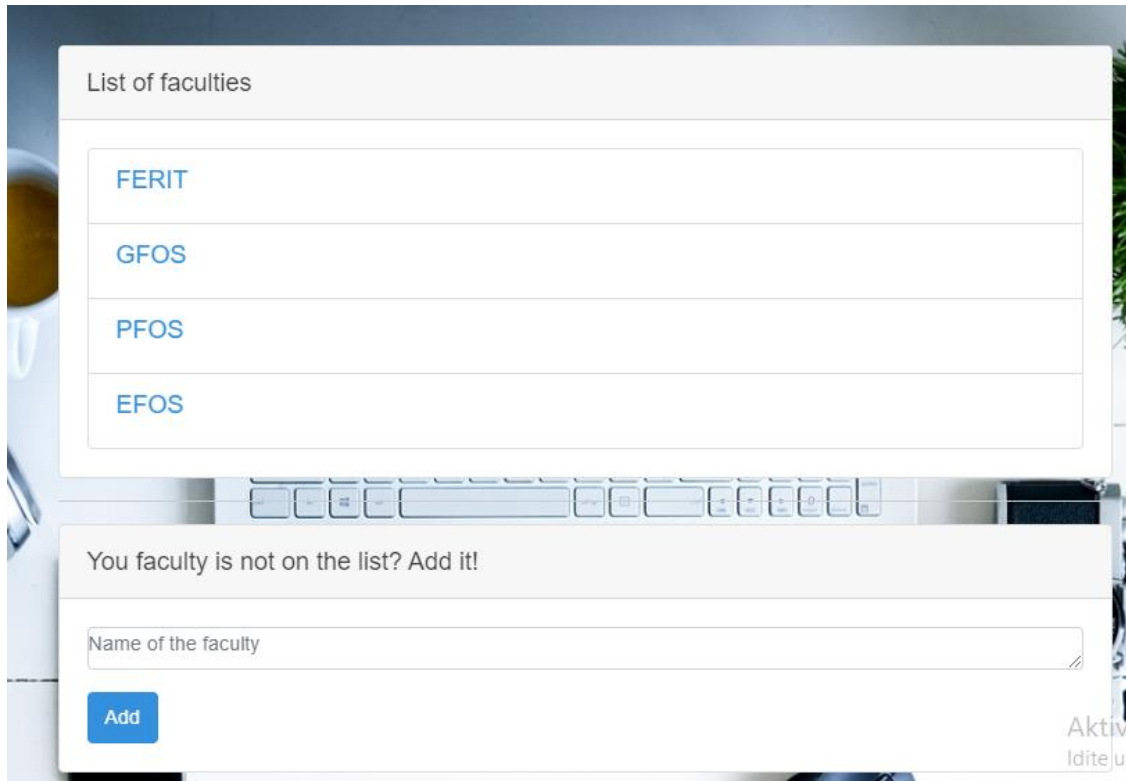 List of faculties
FERIT
GFOS
PFOS
EFOS
You faculty is not on the list? Add it!
Name of the faculty
Add
Aktiv
Idite u